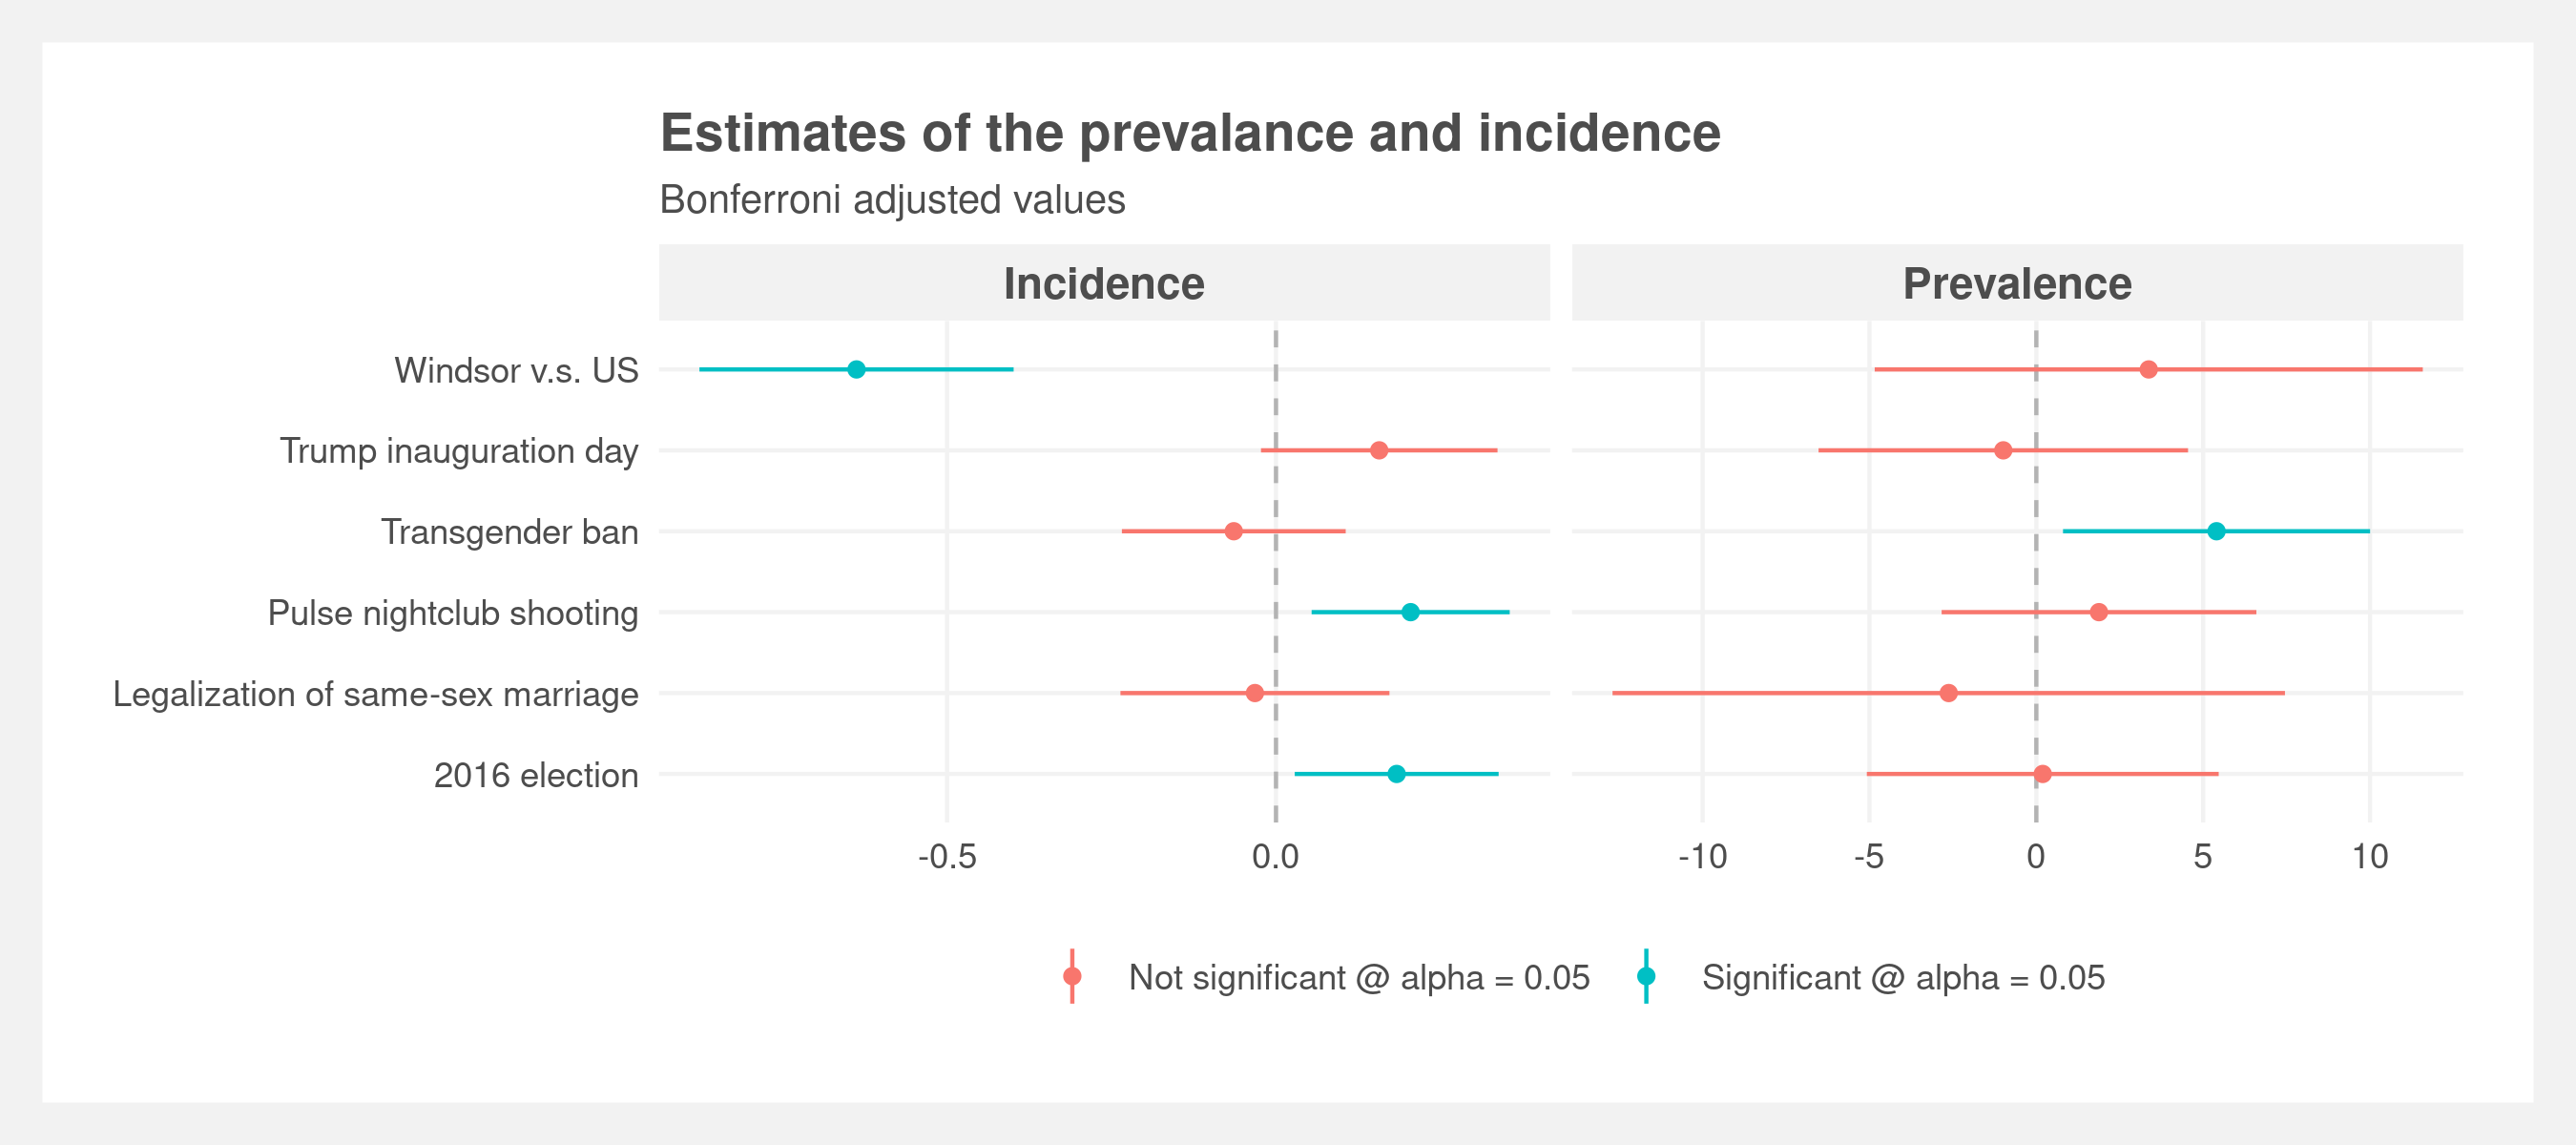 Estimates of the prevalance and incidence
Bonferroni adjusted values
Incidence
Prevalence
Windsor v.s. US
Trump inauguration day
Transgender ban
Pulse nightclub shooting
Legalization of same-sex marriage
2016 election
-0.5 0.0
-10 -5 0 5 10
Not significant @ alpha = 0.05
Significant @ alpha = 0.05